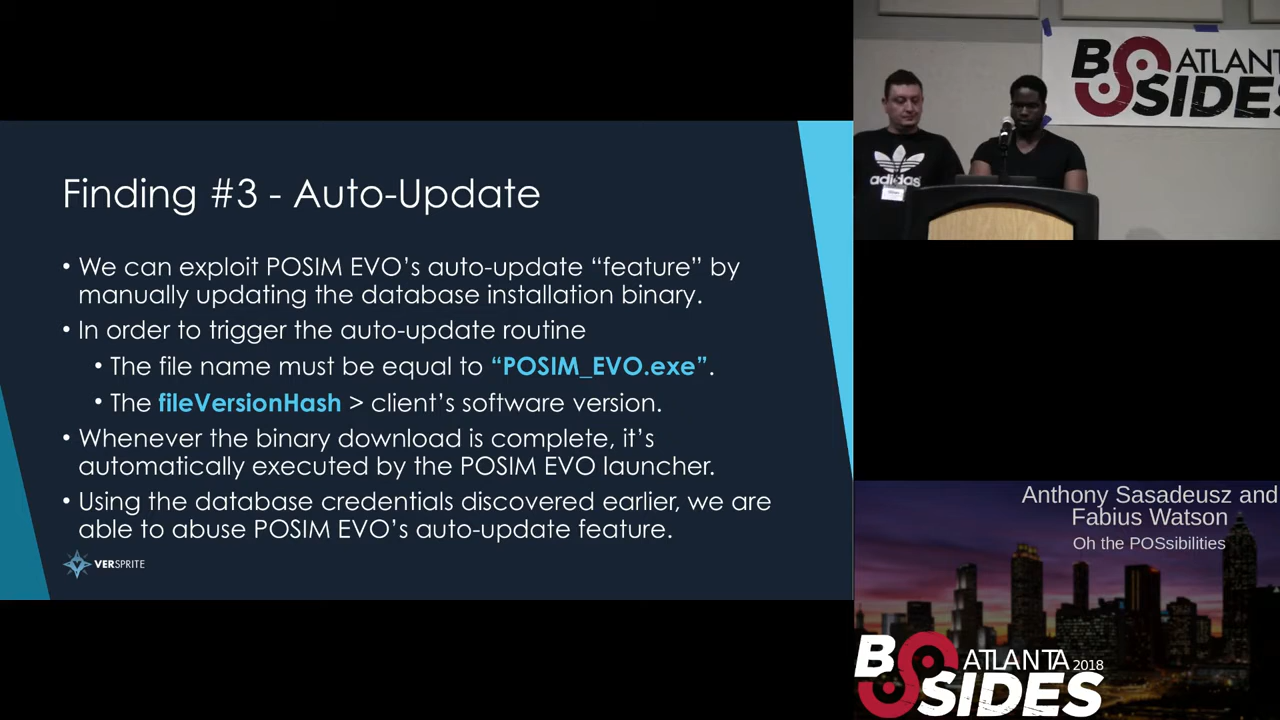 Finding #3 - Auto-Update
• We can exploit POSIM EVO’s auto-update “feature” by
manually updating the database installation binary.
• In order to trigger the auto-update routine
• The file name must be equal to “POSIM_EVO.exe”.
• The fileVersionHash > client’s software version.
• Whenever the binary download is complete, it’s
automatically executed by the POSIM EVO launcher.
• Using the database credentials discovered earlier, we are
able to abuse POSIM EVO’s auto-update feature.
VERSPRITE
BSIDES ATLANT
adidas
Anthony Sasadeusz and
Fabius Watson
Oh the POSsibilities
BSIDES ATLANTA 2018